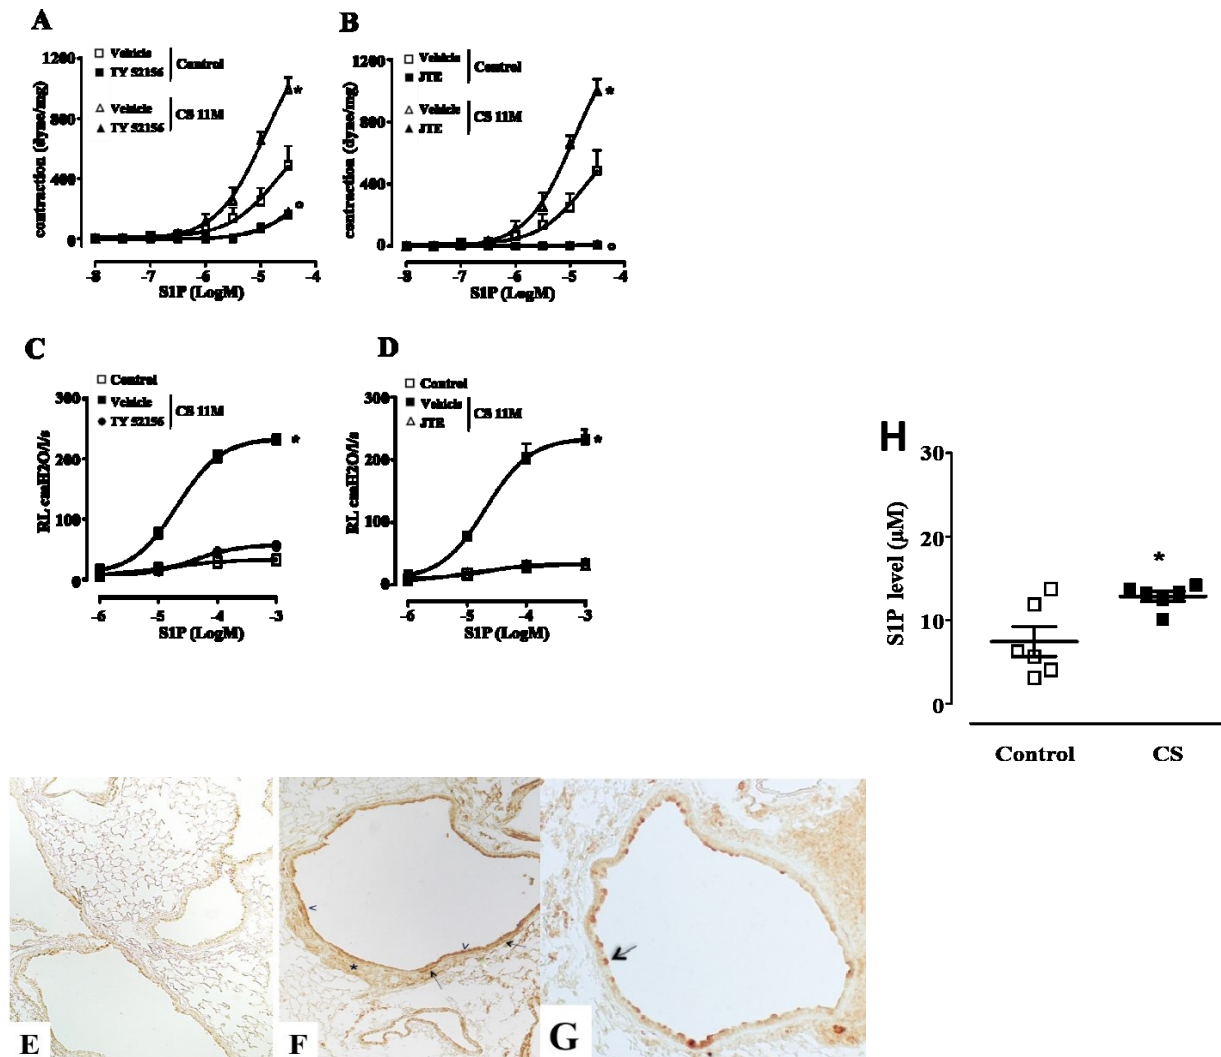 A
Vehicle
TY 52156
Control
Vehicle
TY 52156
CS 11M
1200
800
400
0
contraction (dyne/mg)
*
°
-8 -7 -6 -5 -4
S1P (LogM)
B
Vehicle
JTE
Control
Vehicle
JTE
CS 11M
1200
800
400
0
contraction (dyne/mg)
*
°
-8 -7 -6 -5 -4
S1P (LogM)
C
Control
Vehicle
TY 52156
CS 11M
300
200
100
0
RL cmH2O/l/s
*
-6 -5 -4 -3
S1P (LogM)
D
Control
Vehicle
JTE
CS 11M
300
200
100
0
RL cmH2O/l/s
*
-6 -5 -4 -3
S1P (LogM)
H
30
20
10
0
S1P level (µM)
*
Control CS
E
*
F
G